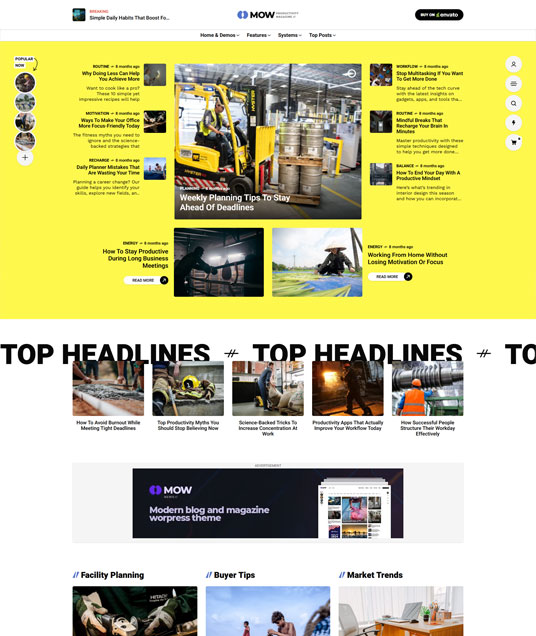 BREAKING
Simple Daily Habits That Boost Fo...
MOW
PRODUCTIVITY
MAGAZINE //
BUY ON envato
Home & Demos
Features
Systems
Top Posts
POPULAR
NOW
ROUTINE
8 months ago
Why Doing Less Can Help
You Achieve More
Want to cook like a pro?
These 10 simple yet
impressive recipes will help
MOTIVATION
8 months ago
Ways To Make Your Office
More Focus-Friendly Today
The fitness myths you need to
ignore and the science-
backed strategies that
RECHARGE
8 months ago
Daily Planner Mistakes That
Are Wasting Your Time
Planning a career change? Our
guide helps you identify your
skills, explore new fields, an...
PLANNING
8 months ago
Weekly Planning Tips To Stay
Ahead Of Deadlines
WORKFLOW
8 months ago
Stop Multitasking If You Want
To Get More Done
Stay ahead of the tech curve
with the latest insights on
gadgets, apps, and tools tha...
ROUTINE
8 months ago
Mindful Breaks That
Recharge Your Brain In
Minutes
Master productivity with these
simple techniques designed
to help you get more done...
BALANCE
8 months ago
How To End Your Day With A
Productive Mindset
Here's what's trending in
interior design this season
and how you can incorporat...
ENERGY
8 months ago
How To Stay Productive
During Long Business
Meetings
READ MORE
ENERGY
8 months ago
Working From Home Without
Losing Motivation Or Focus
READ MORE
TOP HEADLINES
TOP HEADLINES
TO
How To Avoid Burnout While
Meeting Tight Deadlines
Top Productivity Myths You
Should Stop Believing Now
Science-Backed Tricks To
Increase Concentration At
Work
Productivity Apps That Actually
Improve Your Workflow Today
How Successful People
Structure Their Workday
Effectively
ADVERTISEMENT
MOW
Modern blog and magazine
worpress theme
// Facility Planning
// Buyer Tips
// Market Trends